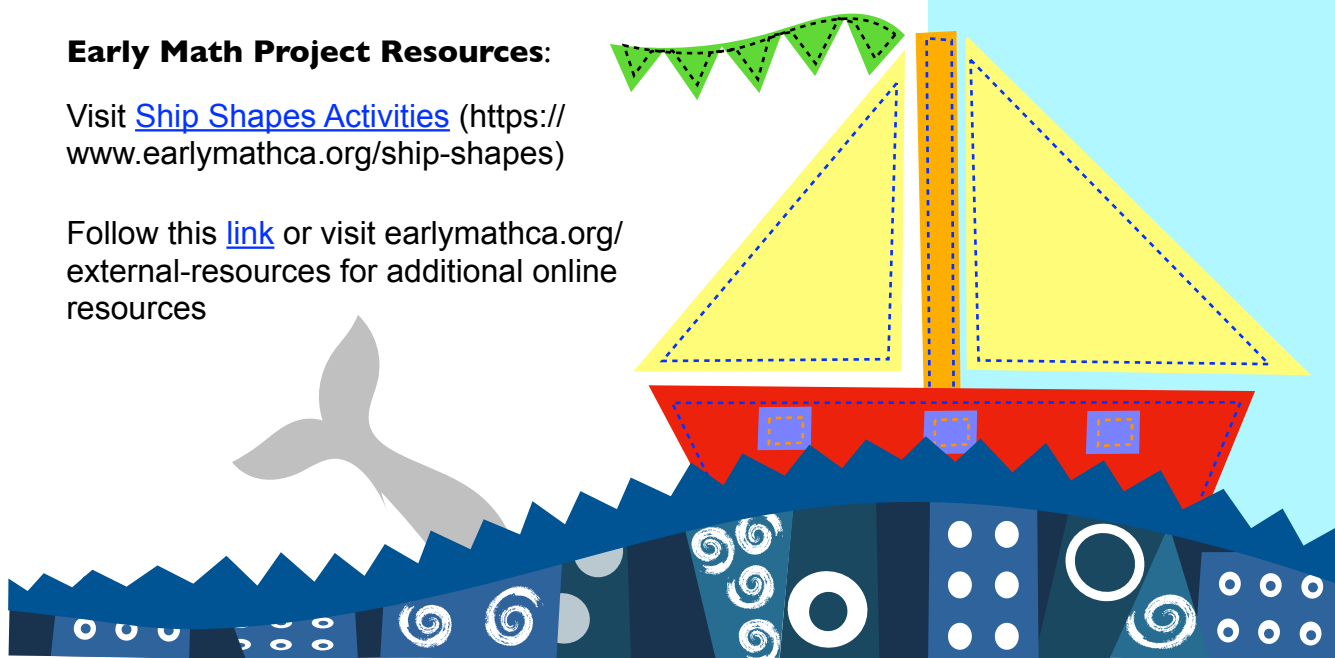 Early Math Project Resources:
Visit Ship Shapes Activities (https://
www.earlymathca.org/ship-shapes)
Follow this link or visit earlymathca.org/
external-resources for additional online
resources